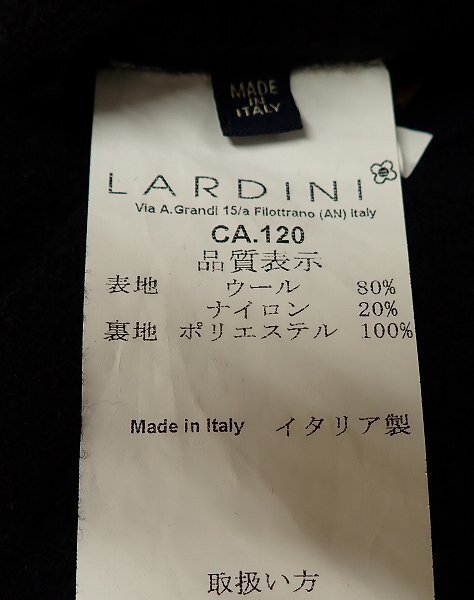 MADE
IN
ITALY
LARDINI
Via A.Grandi 15/a Filottrano (AN) Italy
CA.120
品質表示
表地 ウール 80%
ナイロン 20%
裏地 ポリエステル 100%
Made in Italy イタリア製
取扱い方